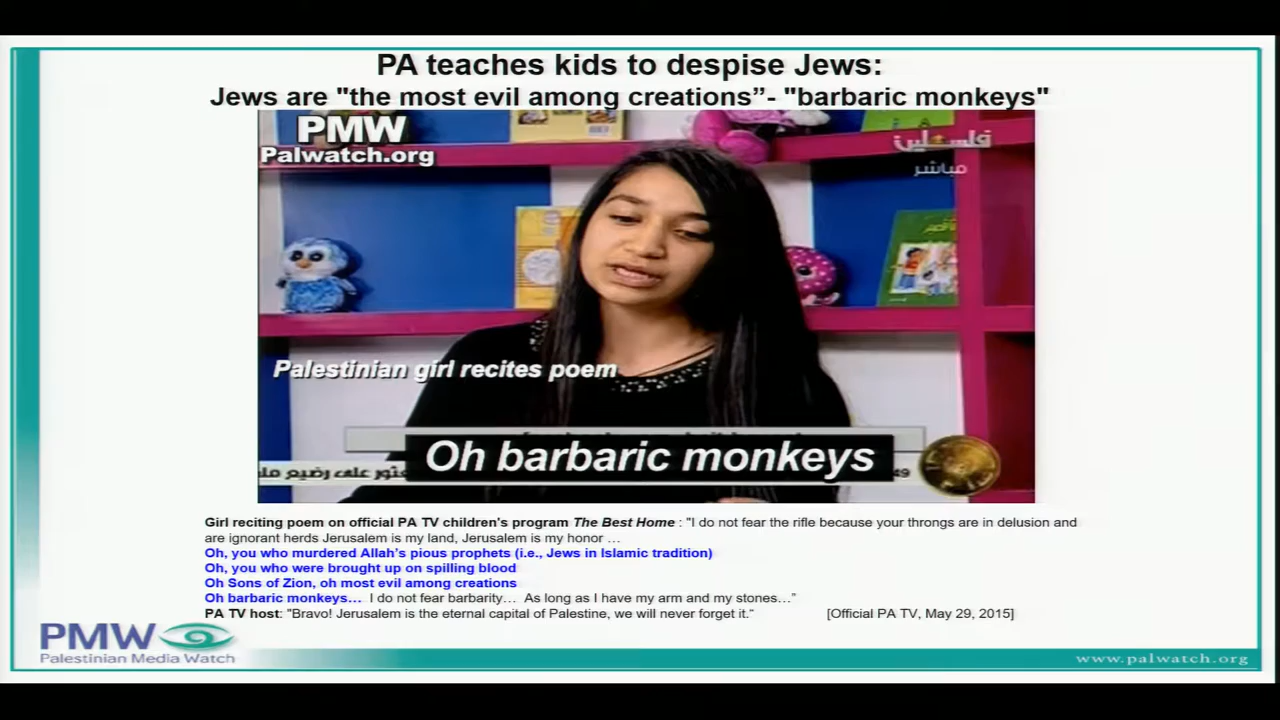 PA teaches kids to despise Jews:
Jews are "the most evil among creations”- "barbaric monkeys"
PMW
Palwatch.org
فلسطين
مباشر
Palestinian girl recites poem
Oh barbaric monkeys
عثور على رضيع
49
Girl reciting poem on official PA TV children's program The Best Home : "I do not fear the rifle because your throngs are in delusion and
are ignorant herds Jerusalem is my land, Jerusalem is my honor …
Oh, you who murdered Allah’s pious prophets (i.e., Jews in Islamic tradition)
Oh, you who were brought up on spilling blood
Oh Sons of Zion, oh most evil among creations
Oh barbaric monkeys… I do not fear barbarity… As long as I have my arm and my stones…”
PA TV host: "Bravo! Jerusalem is the eternal capital of Palestine, we will never forget it.“ [Official PA TV, May 29, 2015]
PMW
Palestinian Media Watch
www.palwatch.org